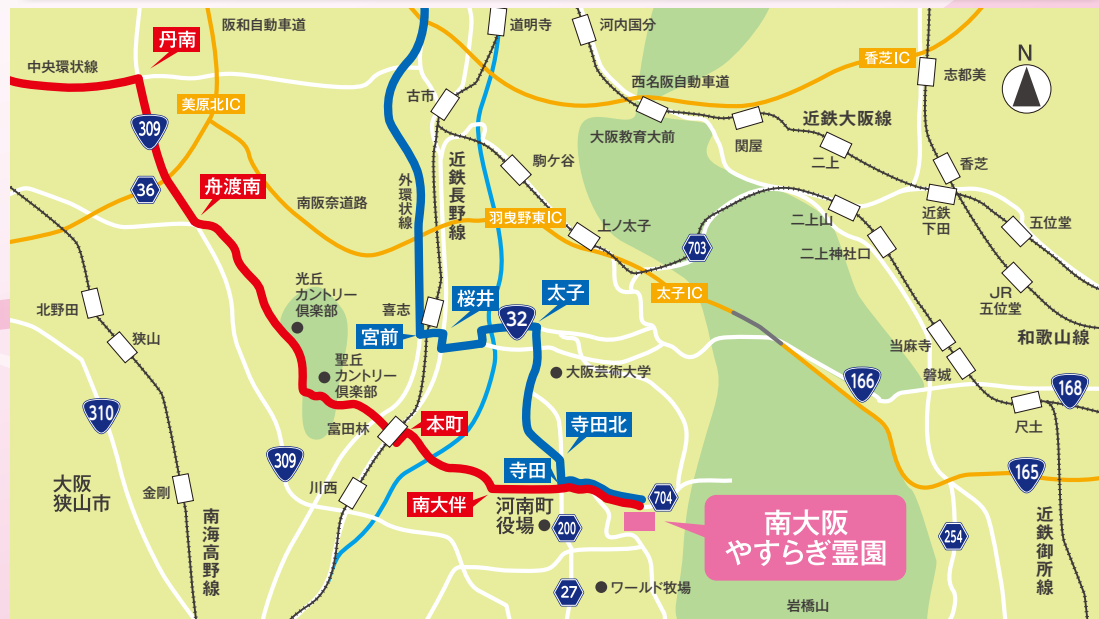 阪和自動車道
丹南
中央環状線
美原北IC
309
36
舟渡南
南阪奈道路
道明寺
河内国分
西名阪自動車道
香芝IC
志都美
N
古市
近鉄長野線
外環状線
駒ケ谷
大阪教育大前
関屋
近鉄大阪線
二上
香芝
近鉄
下田
五位堂
JR
五位堂
和歌山線
羽曳野東IC
上ノ太子
703
二上山
二上神社口
太子IC
当麻寺
磐城
166
168
尺土
165
近鉄御所線
254
北野田
狭山
310
大阪
狭山市
金剛
南海高野線
309
光丘
カントリー
倶楽部
聖丘
カントリー
倶楽部
喜志
宮前
桜井
32
太子
大阪芸術大学
富田林
本町
川西
寺田北
寺田
南大伴
704
河南町
役場
200
27
ワールド牧場
南大阪
やすらぎ霊園
岩橋山